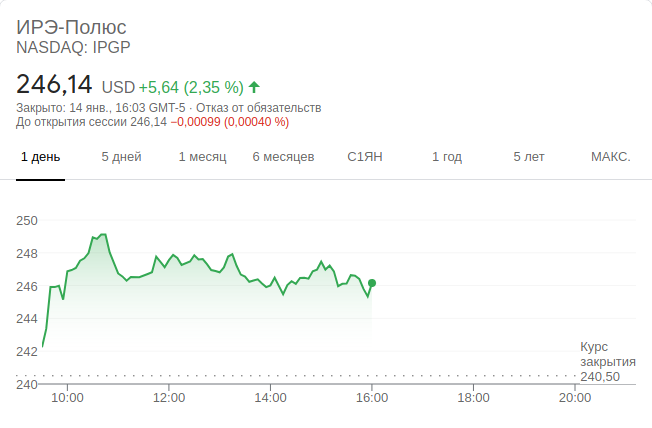 ИРЭ-Полюс
NASDAQ: IPGP
246,14 USD +5,64 (2,35 %)
Закрыто: 14 янв., 16:03 GMT-5 · Отказ от обязательств
До открытия сессии 246,14 −0,00099 (0,00040 %)
1 день 5 дней 1 месяц 6 месяцев С1ЯН 1 год 5 лет МАКС.
250
248
246
244
242
240
Курс
закрытия
240,50
10:00 12:00 14:00 16:00 18:00 20:00